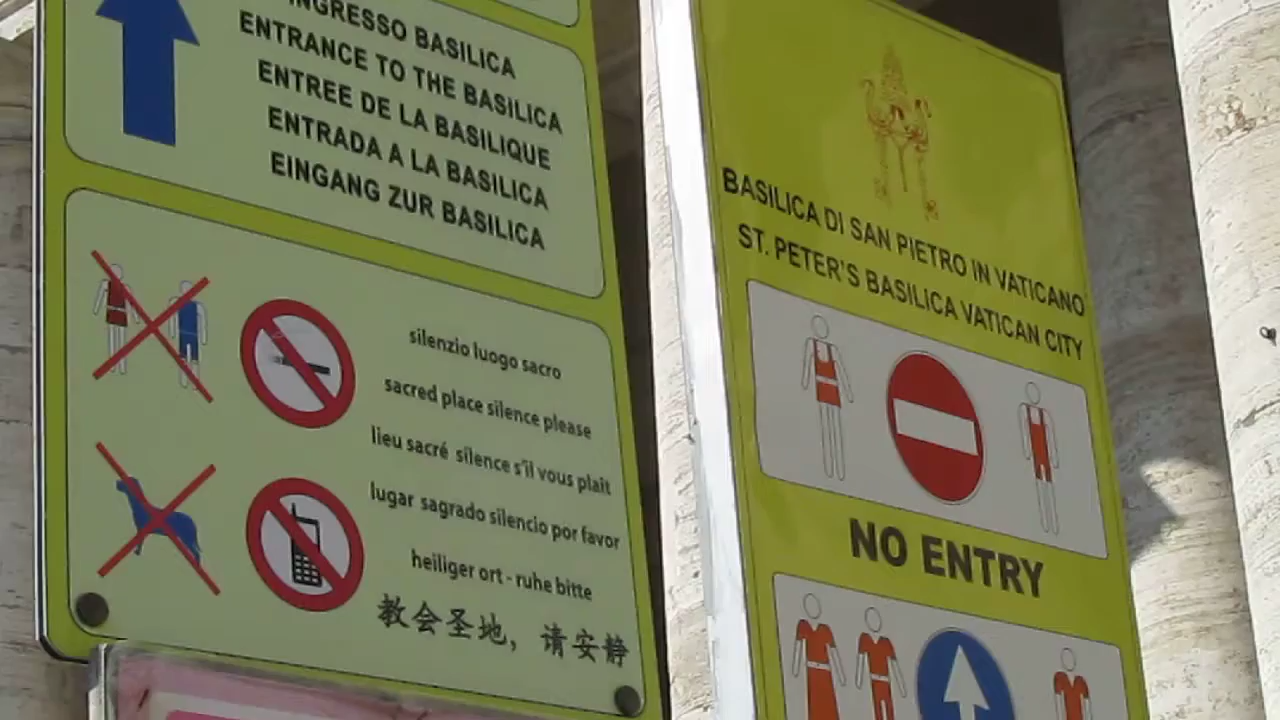 INGRESSO BASILICA
ENTRANCE TO THE BASILICA
ENTREE DE LA BASILIQUE
ENTRADA A LA BASILICA
EINGANG ZUR BASILICA
silenzio luogo sacro
sacred place silence please
lieu sacré silence s'il vous plaît
lugar sagrado silencio por favor
heiliger ort - ruhe bitte
教会圣地，请安静
BASILICA DI SAN PIETRO IN VATICANO
ST. PETER'S BASILICA VATICAN CITY
NO ENTRY